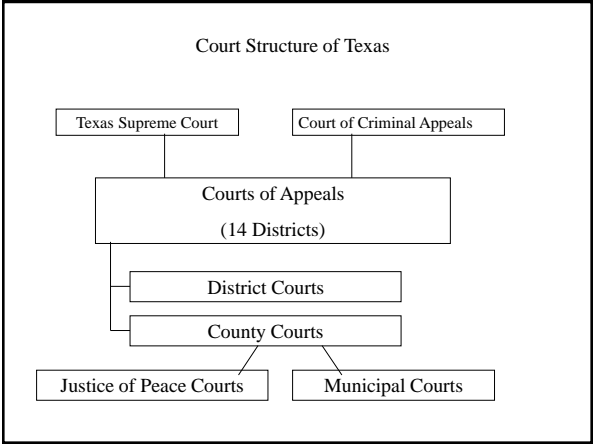 Court Structure of Texas
Texas Supreme Court
Court of Criminal Appeals
Courts of Appeals
(14 Districts)
District Courts
County Courts
Justice of Peace Courts
Municipal Courts